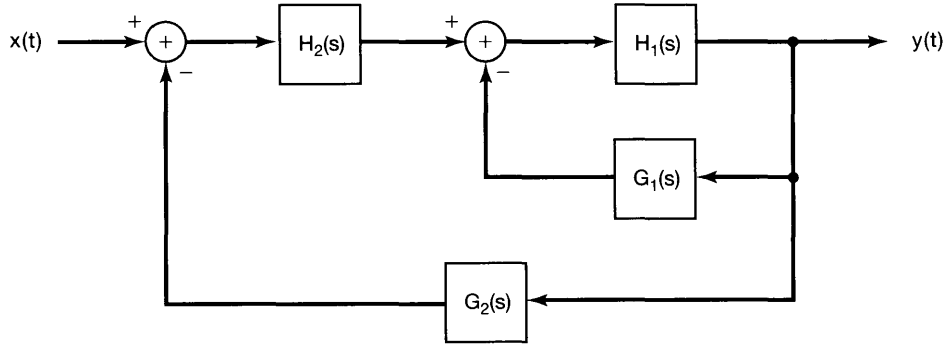 x(t)
+
+
−
H₂(s)
+
+
−
H₁(s)
y(t)
G₁(s)
G₂(s)